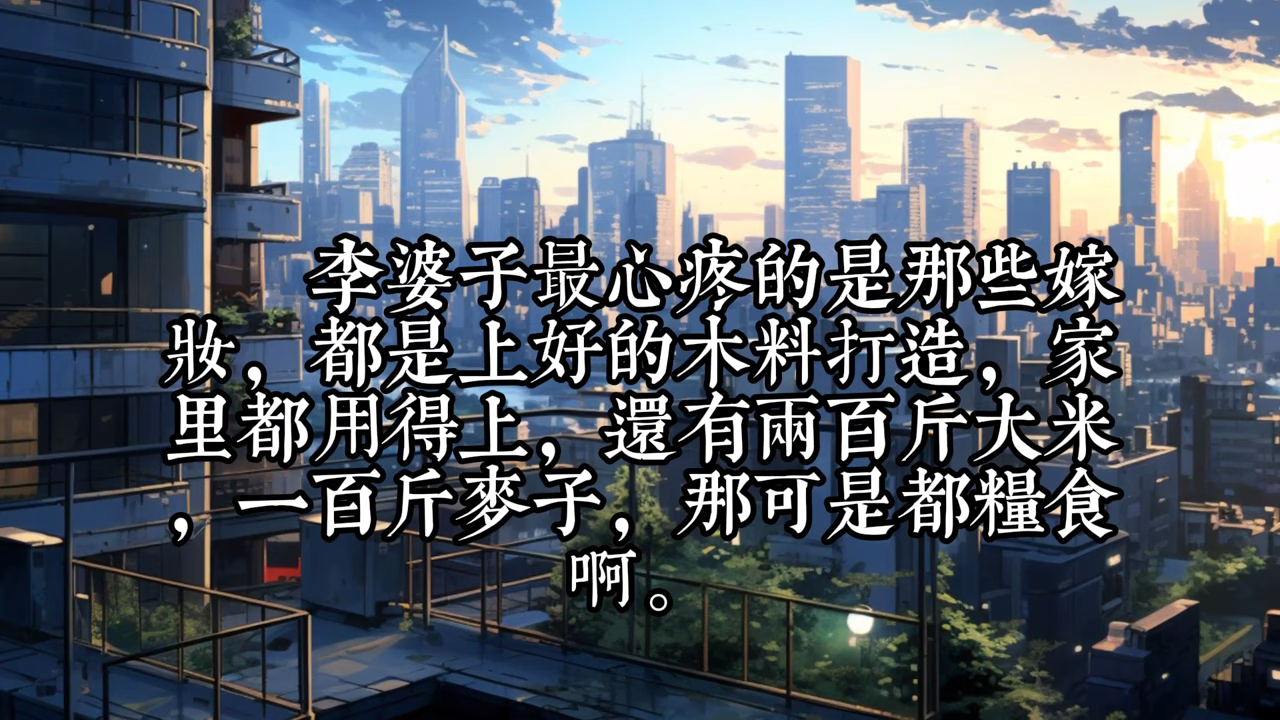 李婆子最心疼的是那些嫁
妝，都是上好的木料打造，家
里都用得上，還有兩百斤大米
，一百斤麥子，那可是都糧食
啊。